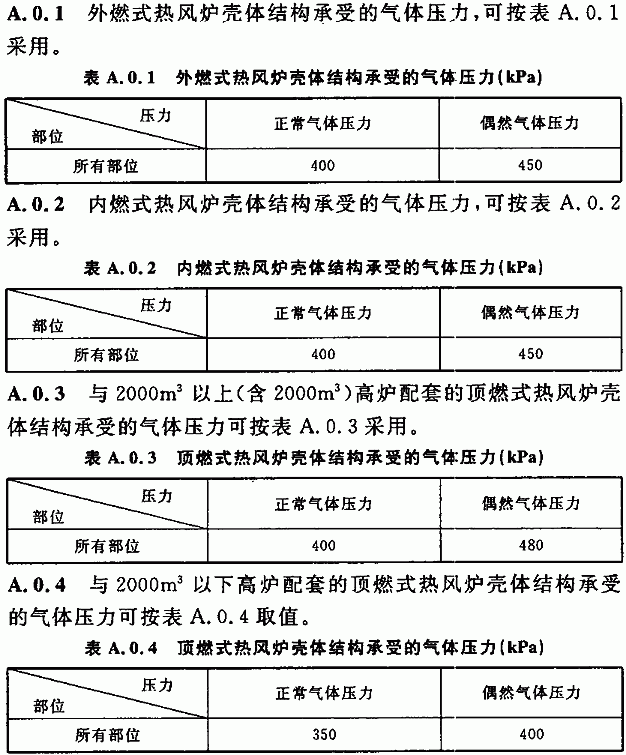 A.0.1 外燃式热风炉壳体结构承受的气体压力,可按表 A.0.1
采用。
表 A.0.1 外燃式热风炉壳体结构承受的气体压力(kPa)
压力
部位
正常气体压力
偶然气体压力
所有部位 400 450
A.0.2 内燃式热风炉壳体结构承受的气体压力,可按表 A.0.2
采用。
表 A.0.2 内燃式热风炉壳体结构承受的气体压力(kPa)
压力
部位
正常气体压力
偶然气体压力
所有部位 400 450
A.0.3 与 2000m³ 以上(含 2000m³)高炉配套的顶燃式热风炉壳
体结构承受的气体压力可按表 A.0.3 采用。
表 A.0.3 顶燃式热风炉壳体结构承受的气体压力(kPa)
压力
部位
正常气体压力
偶然气体压力
所有部位 400 480
A.0.4 与 2000m³ 以下高炉配套的顶燃式热风炉壳体结构承受
的气体压力可按表 A.0.4 取值。
表 A.0.4 顶燃式热风炉壳体结构承受的气体压力(kPa)
压力
部位
正常气体压力
偶然气体压力
所有部位 350 400